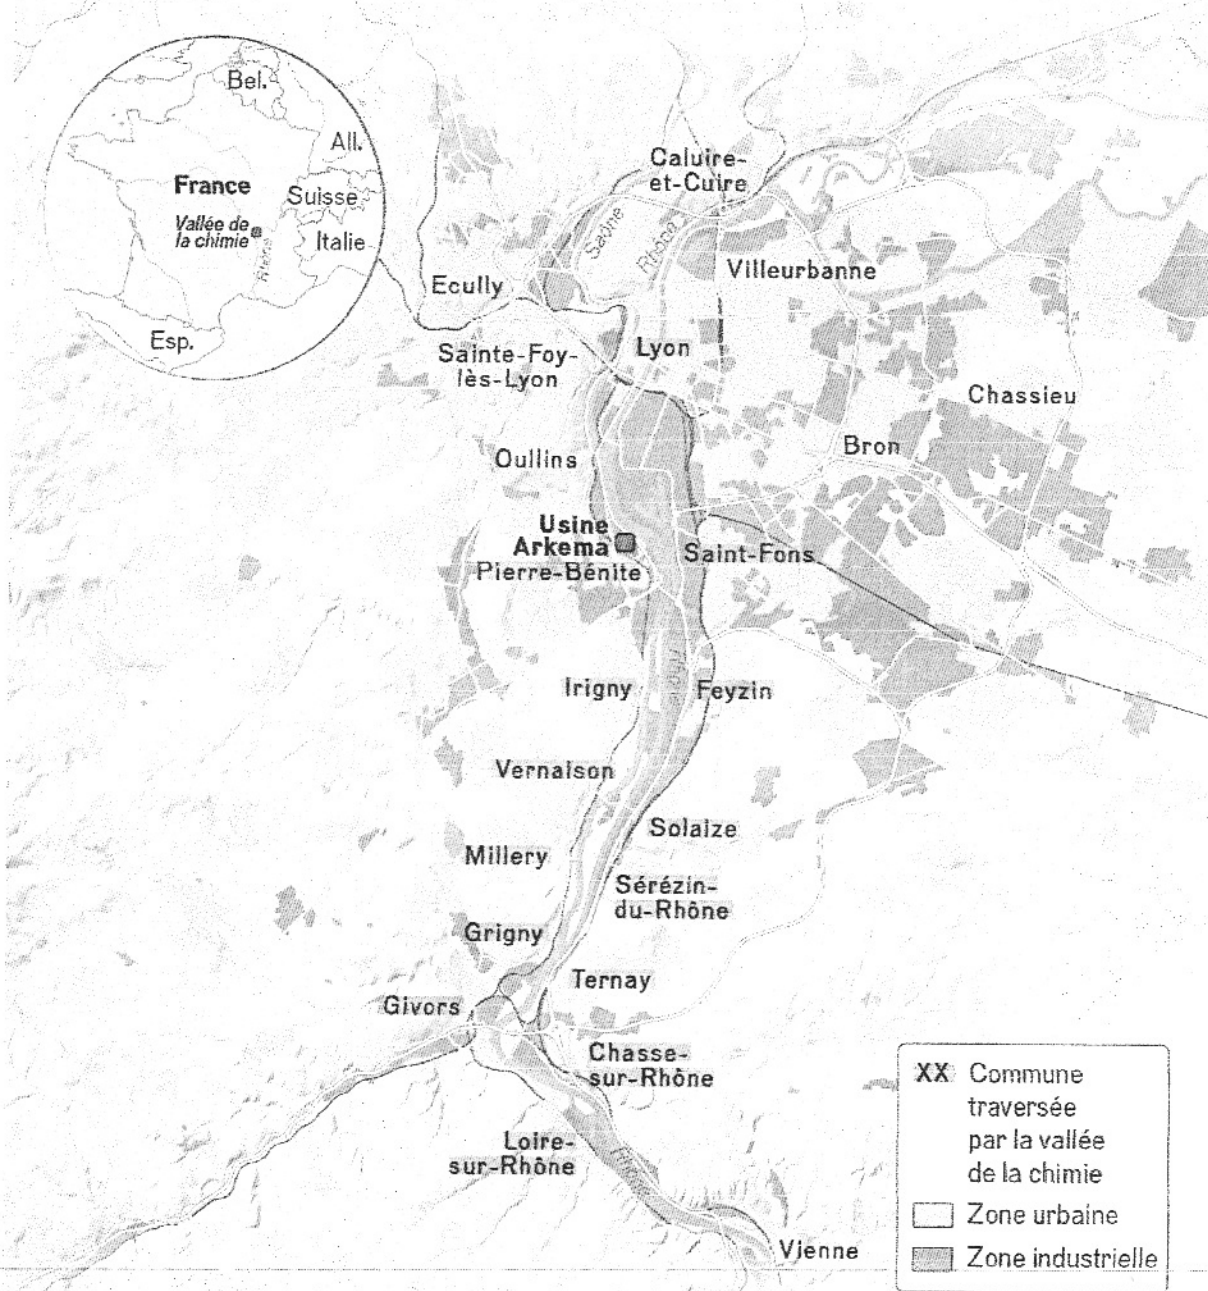 Bel.
All.
France
Suisse
Vallée de
la chimie
Italie
Rhône
Esp.
Caluire-
et-Cuire
Saône
Rhône
Villeurbanne
Ecully
Lyon
Sainte-Foy-
lès-Lyon
Chassieu
Bron
Oullins
Usine
Arkema
Pierre-Bénite
Saint-Fons
Rhône
Irigny
Feyzin
Vernaison
Solaize
Millery
Sérézin-
du-Rhône
Grigny
Ternay
Givors
Chasse-
sur-Rhône
Loire-
sur-Rhône
Rhône
Vienne
XX Commune
traversée
par la vallée
de la chimie
Zone urbaine
Zone industrielle